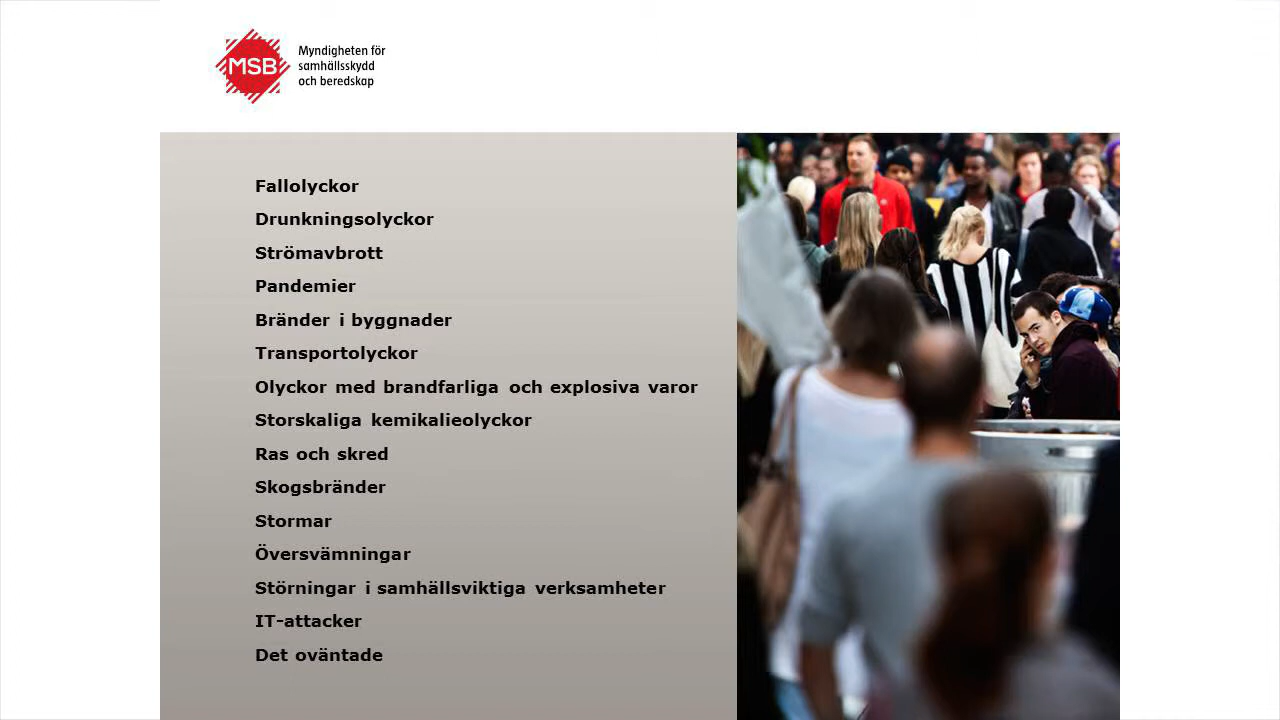 MSB
Myndigheten för
samhällsskydd
och beredskap
Fallolyckor
Drunkningsolyckor
Strömavbrott
Pandemier
Bränder i byggnader
Transportolyckor
Olyckor med brandfarliga och explosiva varor
Storskaliga kemikalieolyckor
Ras och skred
Skogsbränder
Stormar
Översvämningar
Störningar i samhällsviktiga verksamheter
IT-attacker
Det oväntade